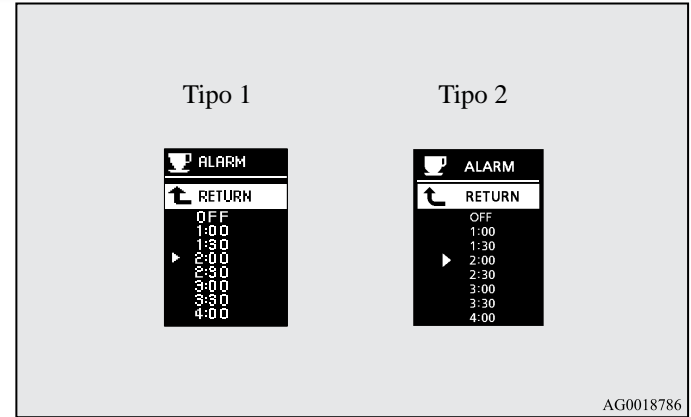 Tipo 1
ALARM
RETURN
OFF
1:00
1:30
2:00
2:30
3:00
3:30
4:00
Tipo 2
ALARM
RETURN
OFF
1:00
1:30
2:00
2:30
3:00
3:30
4:00
AG0018786